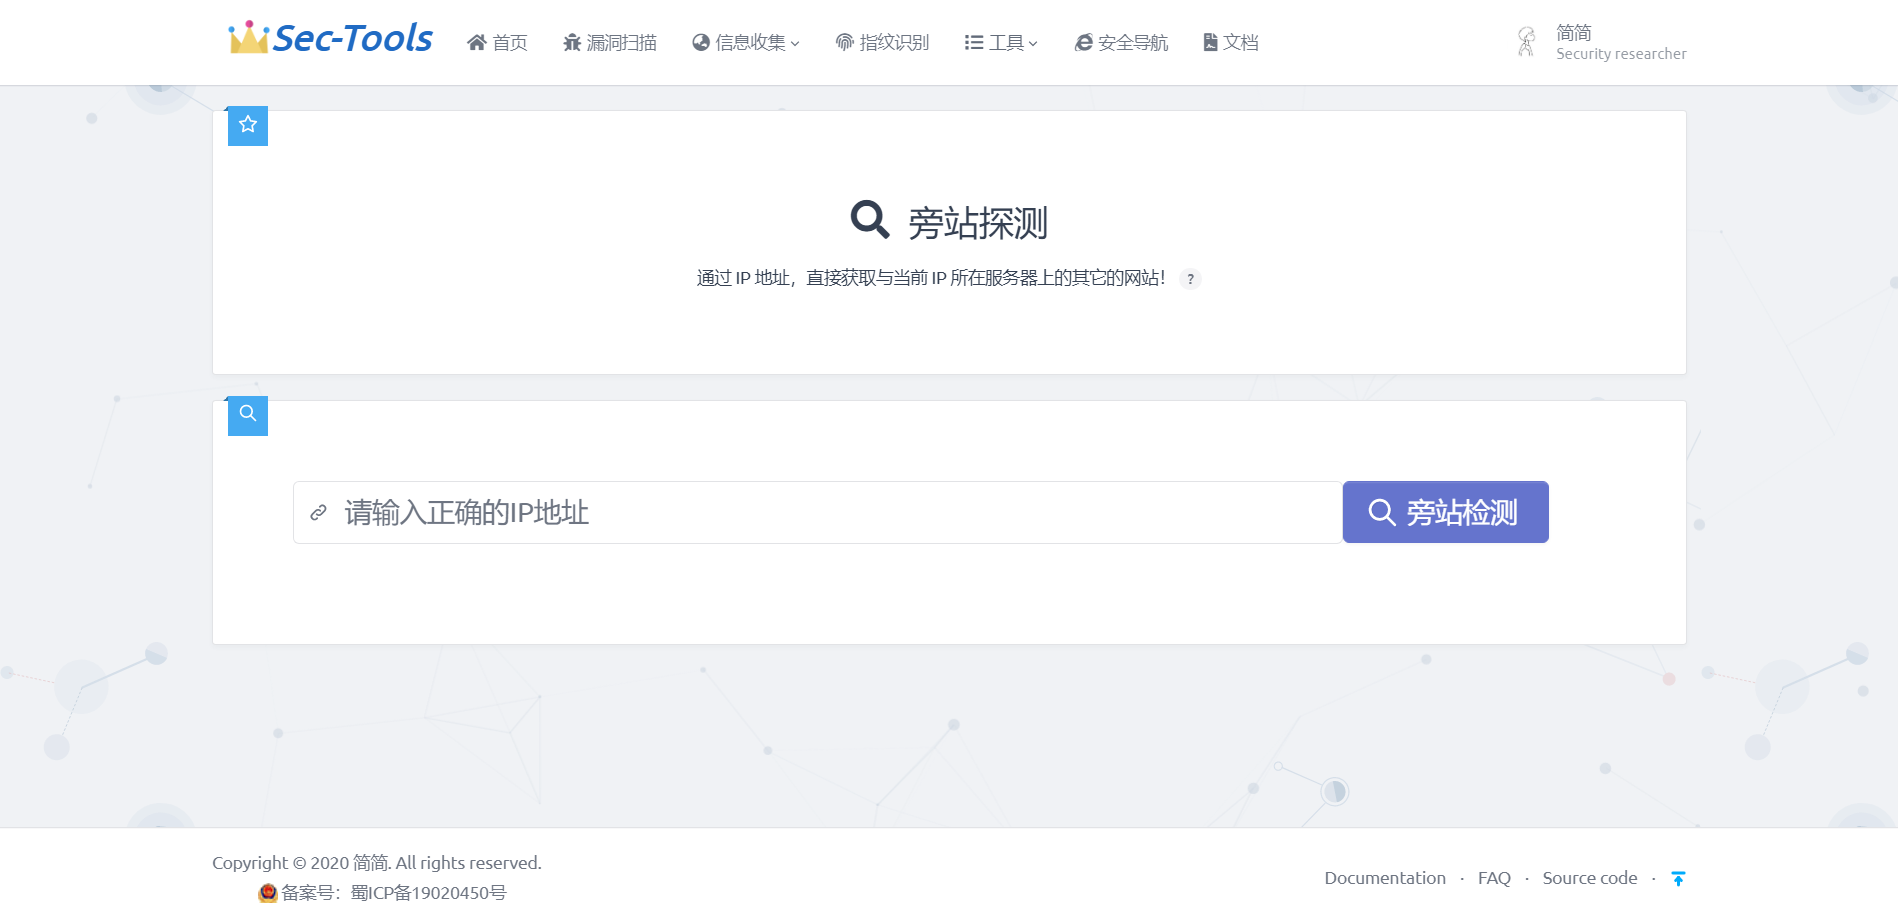 Sec-Tools 首页 漏洞扫描 信息收集 指纹识别 工具 安全导航 文档
简简
Security researcher
旁站探测
通过 IP 地址，直接获取与当前 IP 所在服务器上的其它的网站！ ?
请输入正确的IP地址 旁站检测
Copyright © 2020 简简. All rights reserved.
备案号：蜀ICP备19020450号
Documentation · FAQ · Source code ·